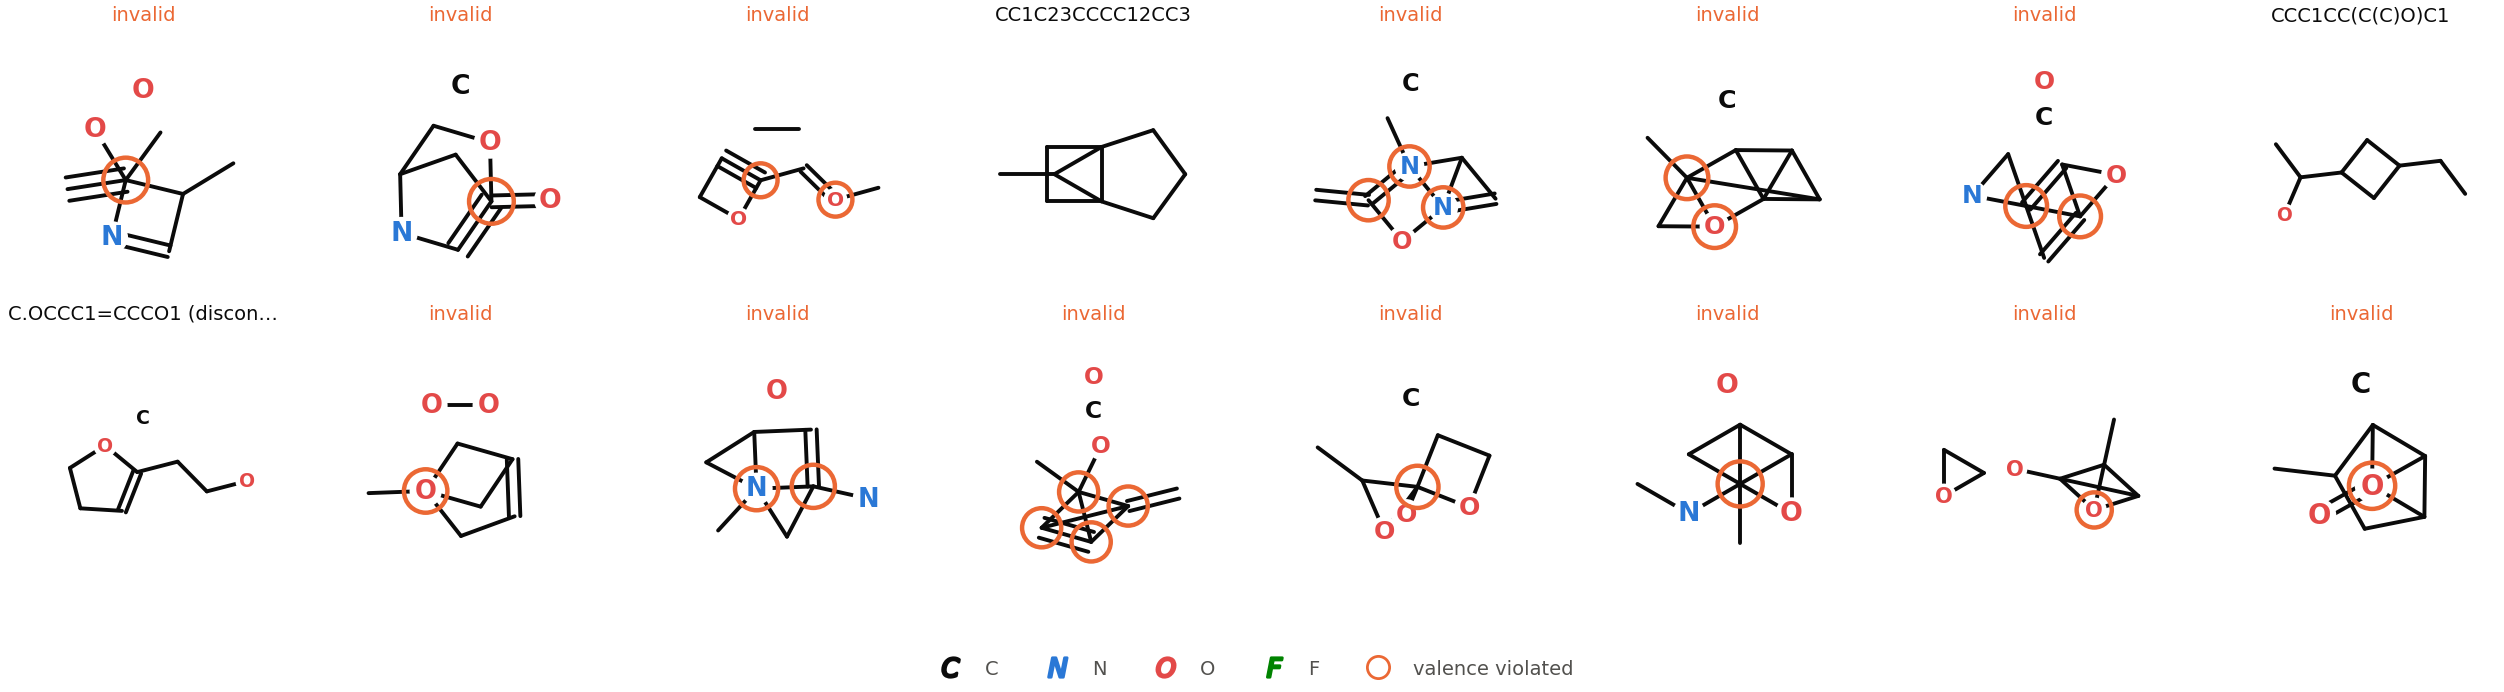 invalid invalid invalid CC1C23CCCC12CC3 invalid invalid invalid CCC1CC(C(C)O)C1
O C C C O
O O N C O
O N O N O N O O
N
C.OCCC1=CCCO1 (discon... invalid invalid invalid invalid invalid invalid invalid
C O O O O C C O C
O O O N N O O O O N O O O O O O
C C N N O O F F valence violated